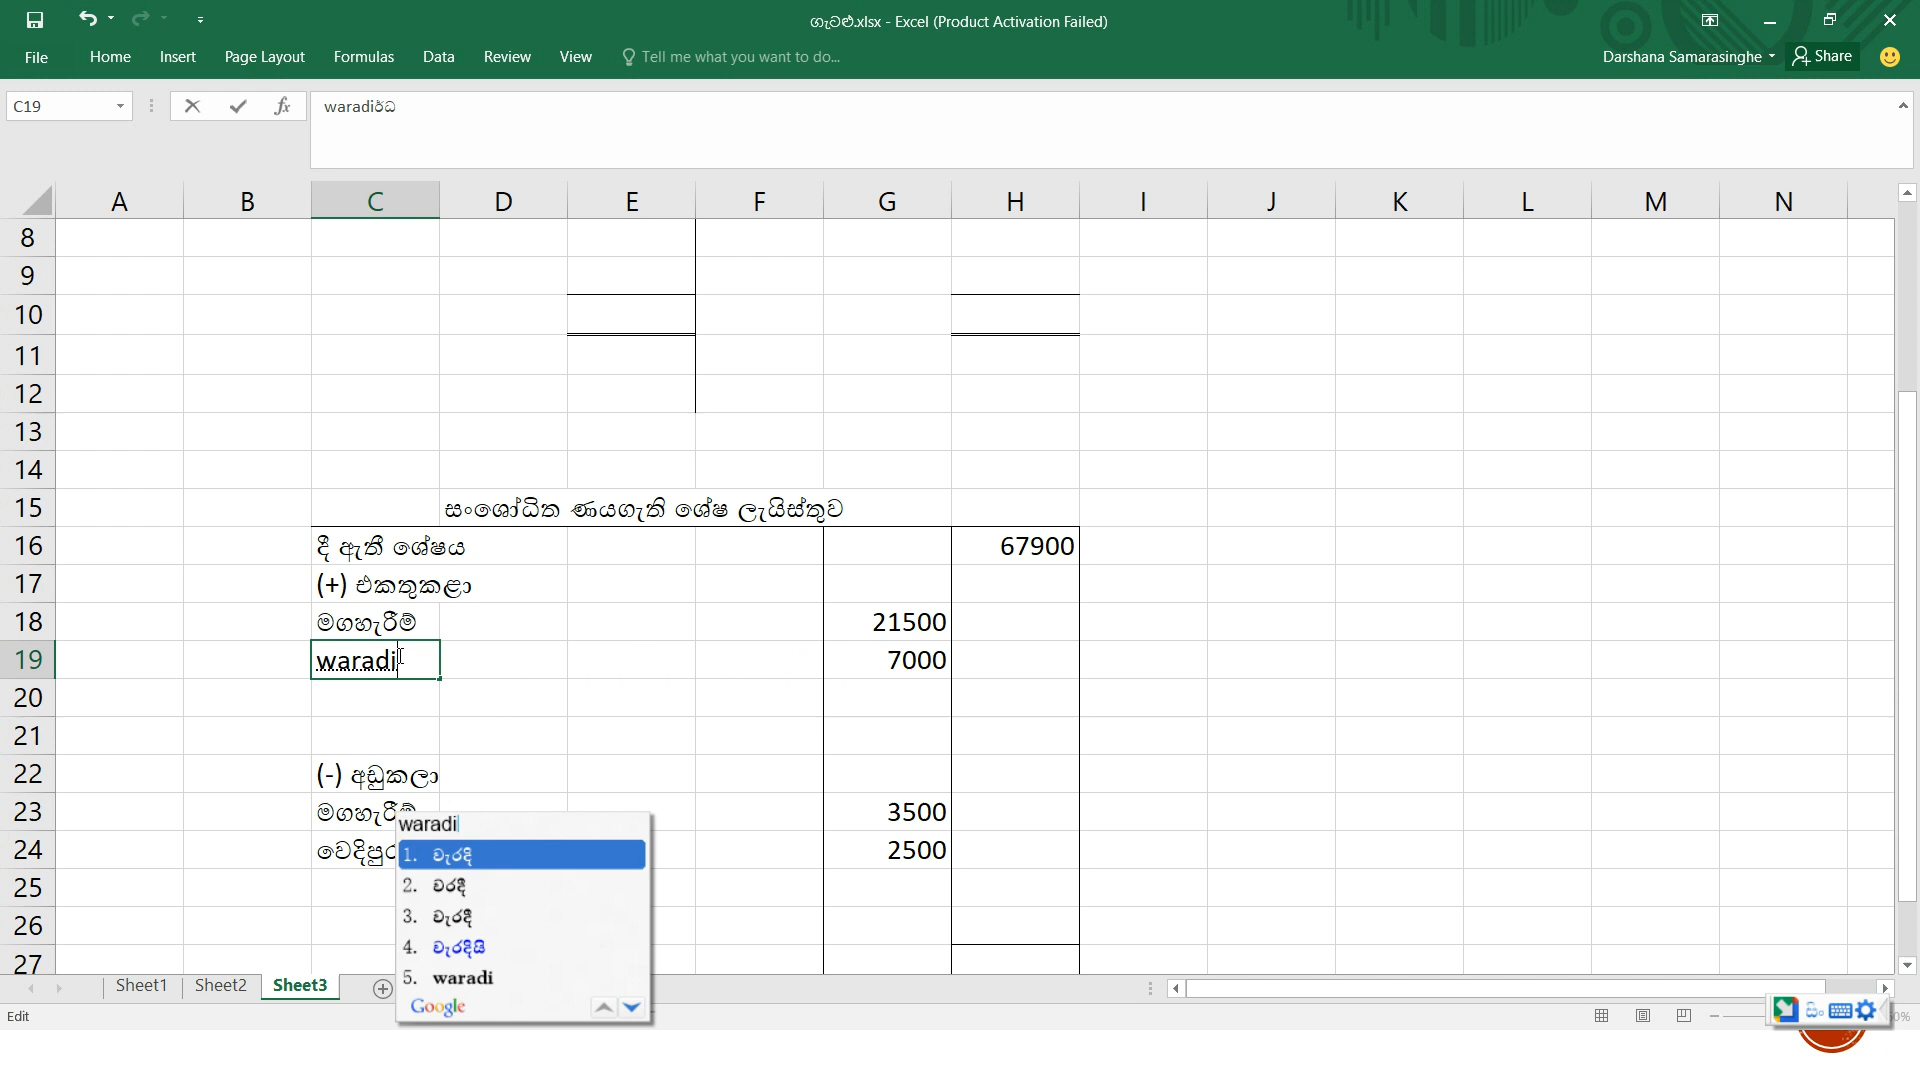 ගැටළු.xlsx - Excel (Product Activation Failed)
File Home Insert Page Layout Formulas Data Review View Tell me what you want to do... Darshana Samarasinghe Share
C19 fx waradiර්ධ
A B C D E F G H I J K L M N
8
9
10
11
12
13
14
15 සංශෝධිත ණයගැති ශේෂ ලැයිස්තුව
16 දී ඇතී ශේෂය 67900
17 (+) එකතුකළා
18 මගහැරීම් 21500
19 waradi 7000
20
21
22 (-) අඩුකලා
23 මගහැරීම් 3500
24 වෙදිපුර 2500
25
26
27
waradi
1. වැරදි
2. වරදී
3. වැරදී
4. වැරදියි
5. waradi
Google
Sheet1 Sheet2 Sheet3
Edit
සිං
0%